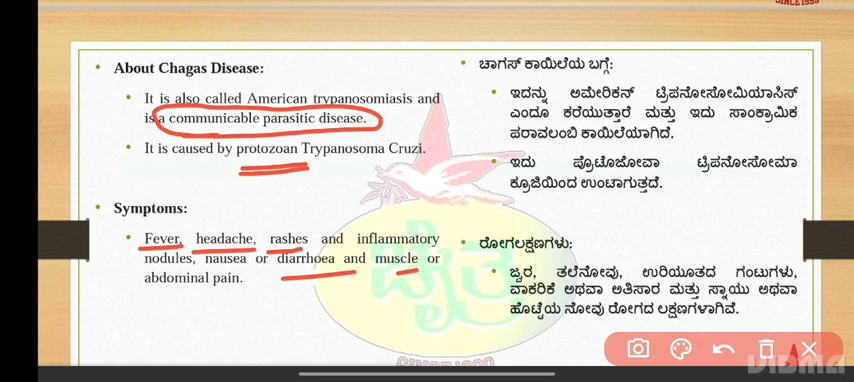 SINCE 1999
About Chagas Disease:
It is also called American trypanosomiasis and
is a communicable parasitic disease.
It is caused by protozoan Trypanosoma Cruzi.
Symptoms:
Fever, headache, rashes and inflammatory
nodules, nausea or diarrhoea and muscle or
abdominal pain.
ಚಾಗಸ್ ಕಾಯಿಲೆಯ ಬಗ್ಗೆ:
ಇದನ್ನು ಅಮೇರಿಕನ್ ಟ್ರಿಪನೋಸೋಮಿಯಾಸಿಸ್
ಎಂದೂ ಕರೆಯುತ್ತಾರೆ ಮತ್ತು ಇದು ಸಾಂಕ್ರಾಮಿಕ
ಪರಾವಲಂಬಿ ಕಾಯಿಲೆಯಾಗಿದೆ.
ಇದು ಪ್ರೊಟೊಜೋವಾ ಟ್ರಿಪನೋಸೋಮಾ
ಕ್ರೂಜಿಯಿಂದ ಉಂಟಾಗುತ್ತದೆ.
ರೋಗಲಕ್ಷಣಗಳು:
ಜ್ವರ, ತಲೆನೋವು, ಉರಿಯೂತದ ಗಂಟುಗಳು,
ವಾಕರಿಕೆ ಅಥವಾ ಅತಿಸಾರ ಮತ್ತು ಸ್ನಾಯು ಅಥವಾ
ಹೊಟ್ಟೆಯ ನೋವು ರೋಗದ ಲಕ್ಷಣಗಳಾಗಿವೆ.
ಚೈತ್ರ
VIDMA